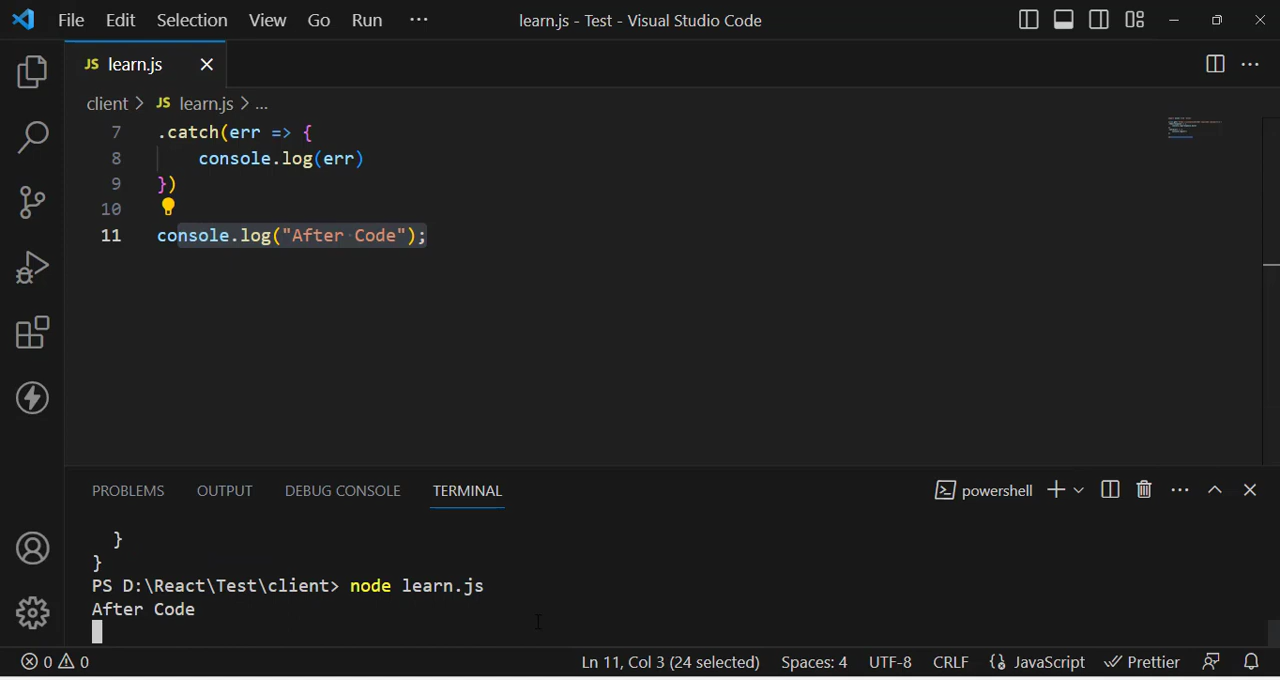 File Edit Selection View Go Run ··· learn.js - Test - Visual Studio Code
JS learn.js
client > JS learn.js > ...
7 .catch(err => {
8 console.log(err)
9 })
10
11 console.log("After Code");
PROBLEMS OUTPUT DEBUG CONSOLE TERMINAL powershell
}
}
PS D:\React\Test\client> node learn.js
After Code
0 0 Ln 11, Col 3 (24 selected) Spaces: 4 UTF-8 CRLF {} JavaScript Prettier